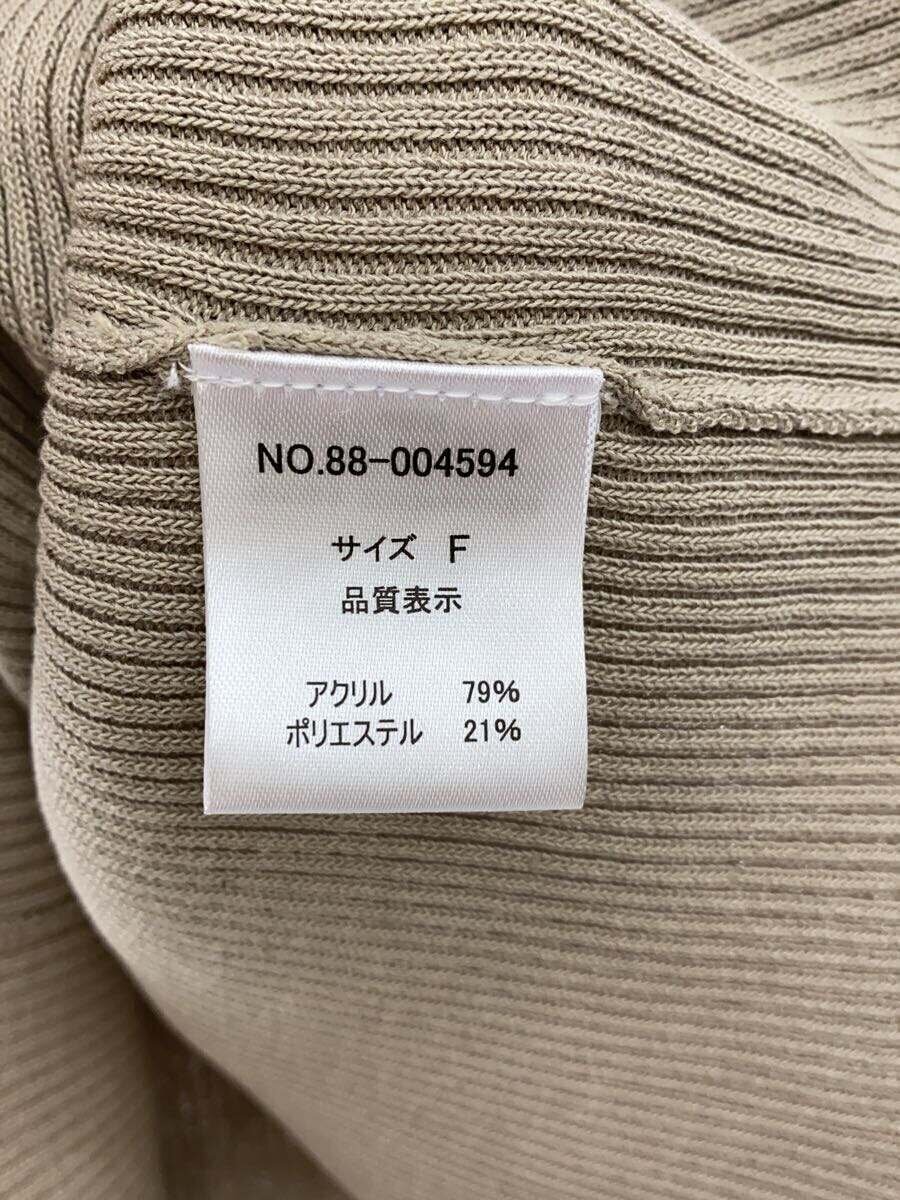 NO.88-004594
サイズ F
品質表示
アクリル 79%
ポリエステル 21%